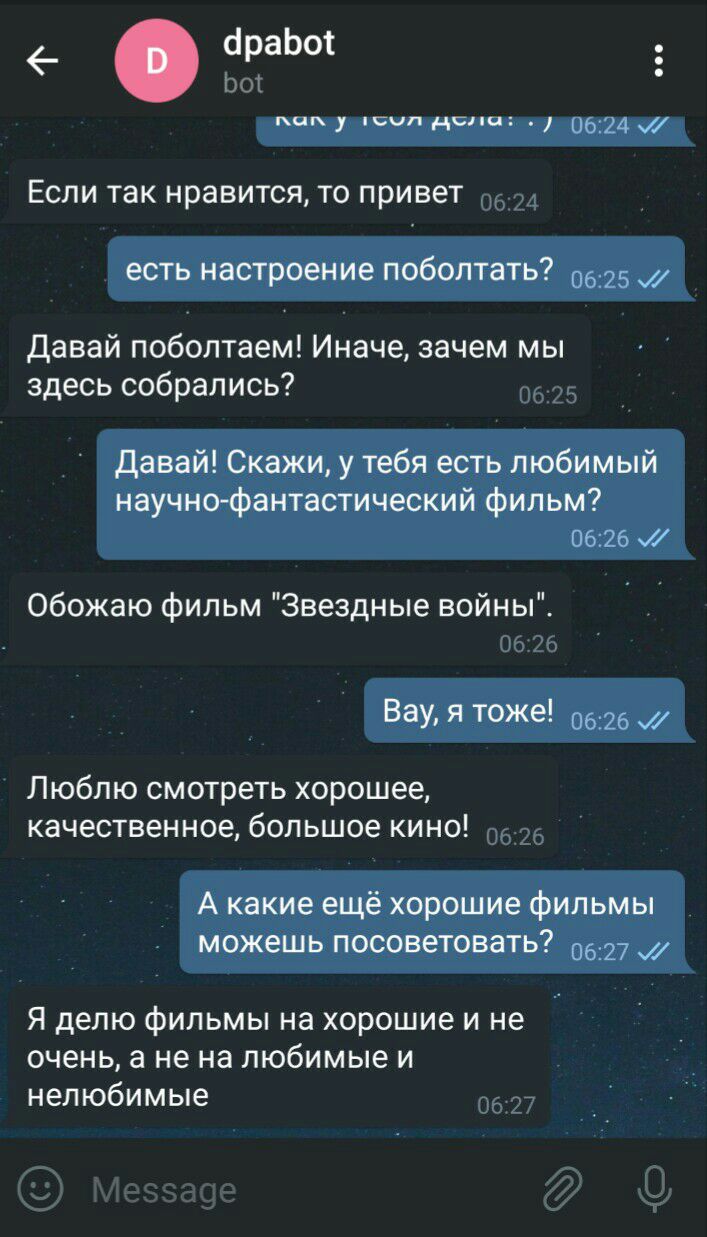 D
dpabot
bot
как у тебя дела? :) 06:24
Если так нравится, то привет 06:24
есть настроение поболтать? 06:25
Давай поболтаем! Иначе, зачем мы
здесь собрались? 06:25
Давай! Скажи, у тебя есть любимый
научно-фантастический фильм?
06:26
Обожаю фильм "Звездные войны".
06:26
Вау, я тоже! 06:26
Люблю смотреть хорошее,
качественное, большое кино! 06:26
А какие ещё хорошие фильмы
можешь посоветовать? 06:27
Я делю фильмы на хорошие и не
очень, а не на любимые и
нелюбимые 06:27
Message